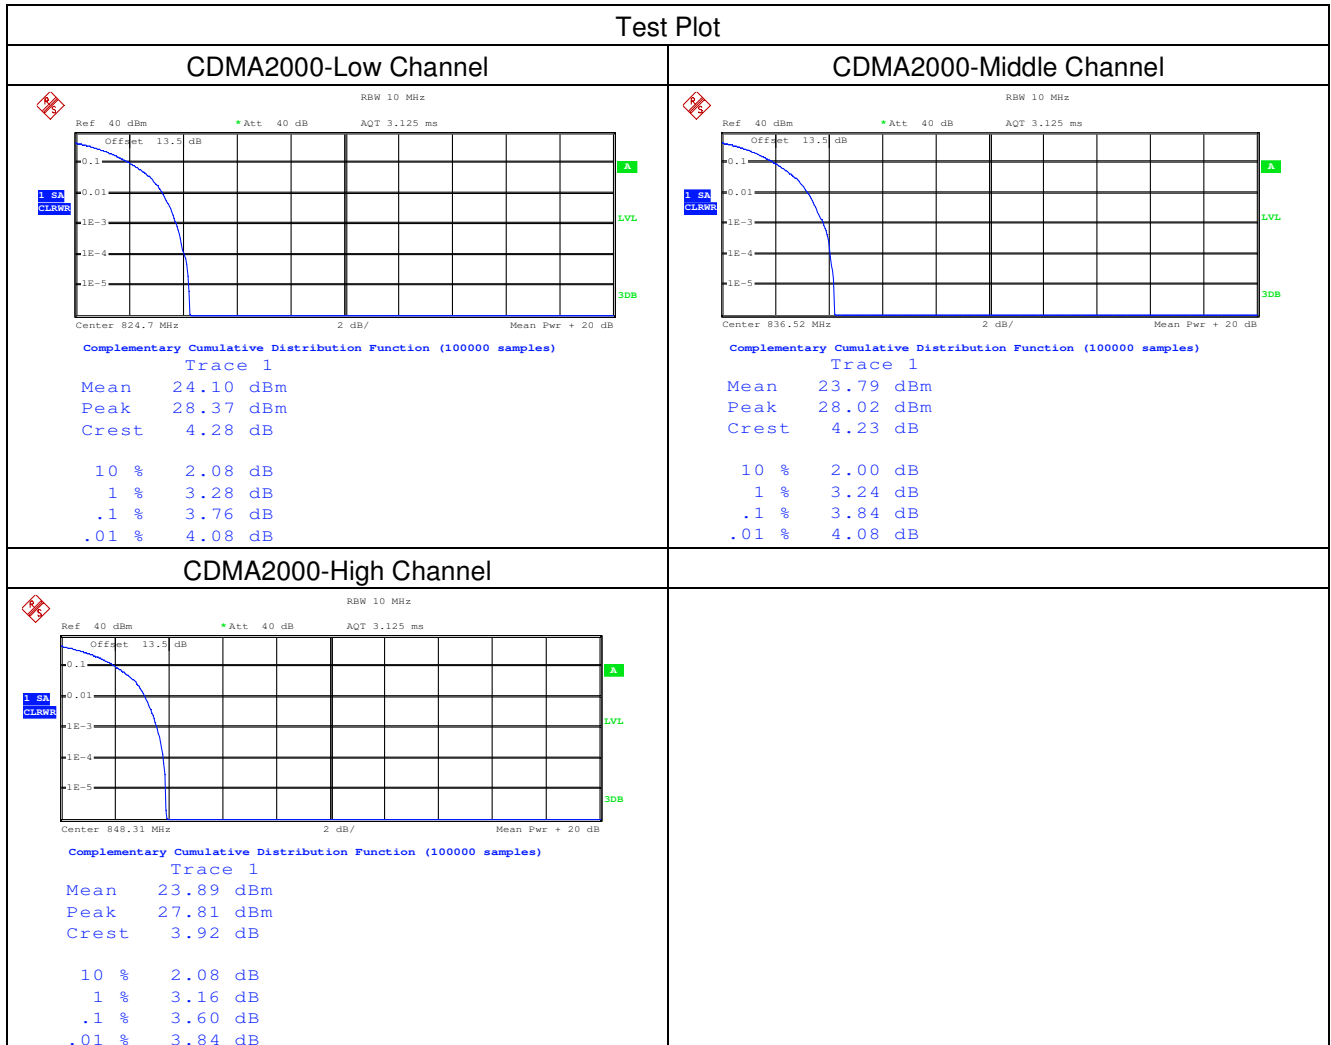 Test Plot
CDMA2000-Low Channel
CDMA2000-Middle Channel
R S
RBW 10 MHz
Ref 40 dBm *Att 40 dB AQT 3.125 ms
Offset 13.5 dB
0.1
A
0.01
1 SA
CLRWR
1E-3
LVL
1E-4
1E-5
3DB
Center 824.7 MHz 2 dB/ Mean Pwr + 20 dB
Complementary Cumulative Distribution Function (100000 samples)
Trace 1
Mean 24.10 dBm
Peak 28.37 dBm
Crest 4.28 dB
10 % 2.08 dB
1 % 3.28 dB
.1 % 3.76 dB
.01 % 4.08 dB
R S
RBW 10 MHz
Ref 40 dBm *Att 40 dB AQT 3.125 ms
Offset 13.5 dB
0.1
A
0.01
1 SA
CLRWR
1E-3
LVL
1E-4
1E-5
3DB
Center 836.52 MHz 2 dB/ Mean Pwr + 20 dB
Complementary Cumulative Distribution Function (100000 samples)
Trace 1
Mean 23.79 dBm
Peak 28.02 dBm
Crest 4.23 dB
10 % 2.00 dB
1 % 3.24 dB
.1 % 3.84 dB
.01 % 4.08 dB
CDMA2000-High Channel
R S
RBW 10 MHz
Ref 40 dBm *Att 40 dB AQT 3.125 ms
Offset 13.5 dB
0.1
A
0.01
1 SA
CLRWR
1E-3
LVL
1E-4
1E-5
3DB
Center 848.31 MHz 2 dB/ Mean Pwr + 20 dB
Complementary Cumulative Distribution Function (100000 samples)
Trace 1
Mean 23.89 dBm
Peak 27.81 dBm
Crest 3.92 dB
10 % 2.08 dB
1 % 3.16 dB
.1 % 3.60 dB
.01 % 3.84 dB